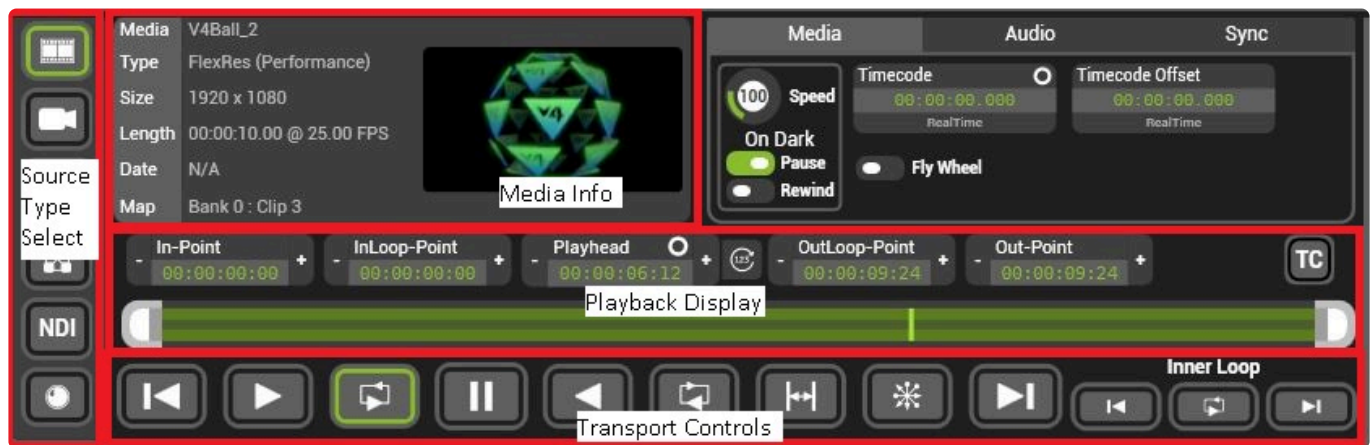 Media V4Ball_2
Type FlexRes (Performance)
Size 1920 x 1080
Length 00:00:10.00 @ 25.00 FPS
Date N/A
Map Bank 0 : Clip 3
V4
Media Info
Media Audio Sync
100 Speed
On Dark
Pause
Rewind
Timecode
00:00:00.000
RealTime
Timecode Offset
00:00:00.000
RealTime
Fly Wheel
Source
Type
Select
NDI
In-Point
- 00:00:00:00 +
InLoop-Point
- 00:00:00:00 +
Playhead
- 00:00:06:12 +
123
OutLoop-Point
- 00:00:09:24 +
Out-Point
- 00:00:09:24 +
TC
Playback Display
Inner Loop
Transport Controls